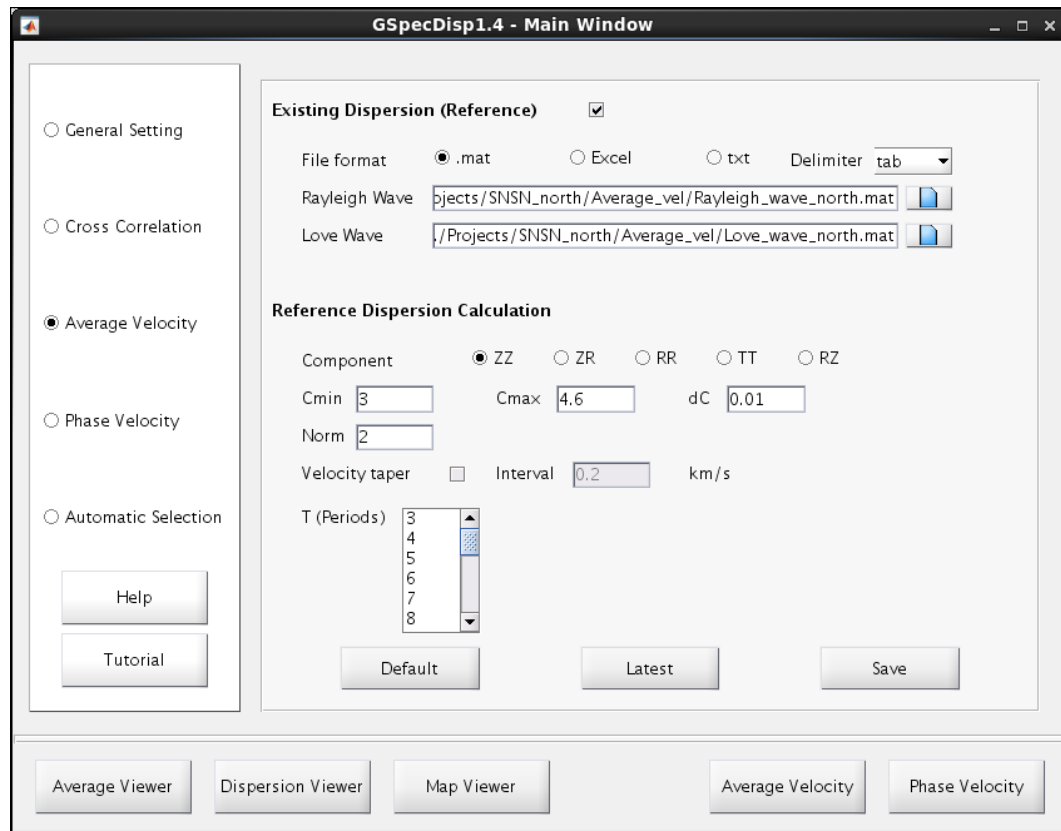 GSpecDisp1.4 - Main Window
General Setting
Cross Correlation
Average Velocity
Phase Velocity
Automatic Selection
Help
Tutorial
Existing Dispersion (Reference)
File format .mat Excel txt Delimiter tab
Rayleigh Wave ojects/SNSN_north/Average_vel/Rayleigh_wave_north.mat
Love Wave ./Projects/SNSN_north/Average_vel/Love_wave_north.mat
Reference Dispersion Calculation
Component ZZ ZR RR TT RZ
Cmin 3 Cmax 4.6 dC 0.01
Norm 2
Velocity taper Interval 0.2 km/s
T (Periods) 3
4
5
6
7
8
Default Latest Save
Average Viewer Dispersion Viewer Map Viewer Average Velocity Phase Velocity